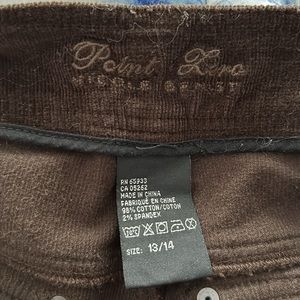 Point Zero
RN 65933
CA 05262
MADE IN CHINA
FABRIQUÉ EN CHINE
98% COTTON/COTON
2% SPANDEX
SIZE: 13/14